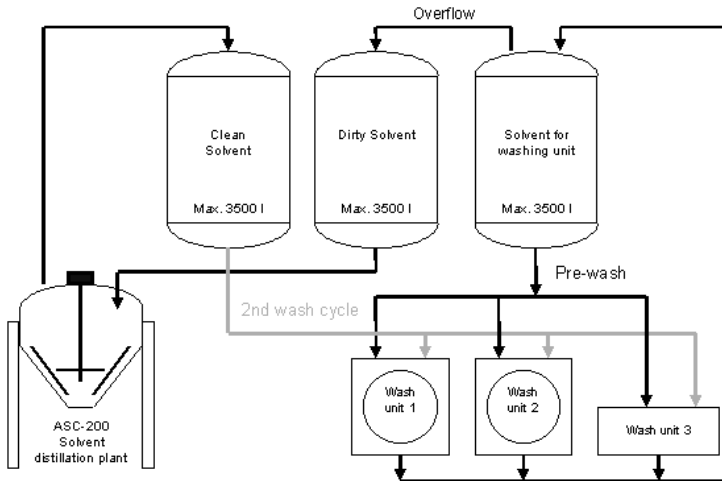 Overflow
Clean
Solvent
Max. 3500 l
Dirty Solvent
Max. 3500 l
Solvent for
washing unit
Max. 3500 l
Pre-wash
2nd wash cycle
Wash
unit 1
Wash
unit 2
Wash unit 3
ASC-200
Solvent
distillation plant